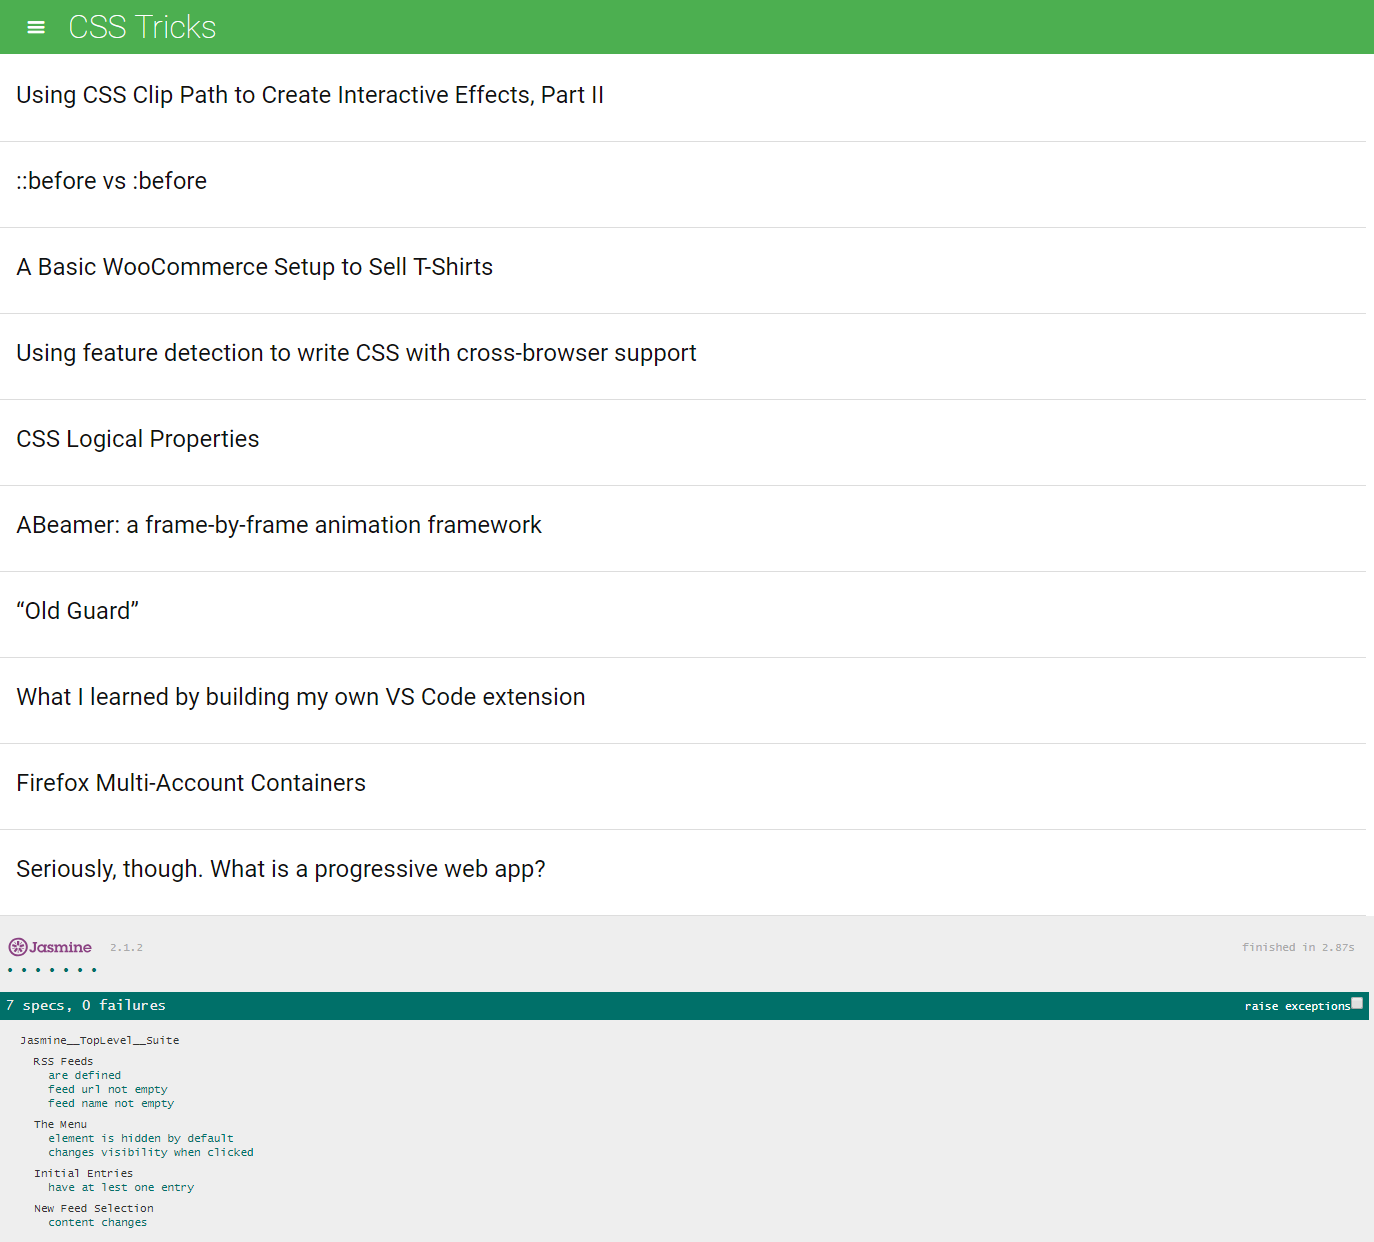 CSS Tricks
Using CSS Clip Path to Create Interactive Effects, Part II
::before vs :before
A Basic WooCommerce Setup to Sell T-Shirts
Using feature detection to write CSS with cross-browser support
CSS Logical Properties
ABeamer: a frame-by-frame animation framework
“Old Guard”
What I learned by building my own VS Code extension
Firefox Multi-Account Containers
Seriously, though. What is a progressive web app?
Jasmine 2.1.2 finished in 2.87s
• • • • • • •
7 specs, 0 failures raise exceptions
Jasmine__TopLevel__Suite
RSS Feeds
are defined
feed url not empty
feed name not empty
The Menu
element is hidden by default
changes visibility when clicked
Initial Entries
have at lest one entry
New Feed Selection
content changes